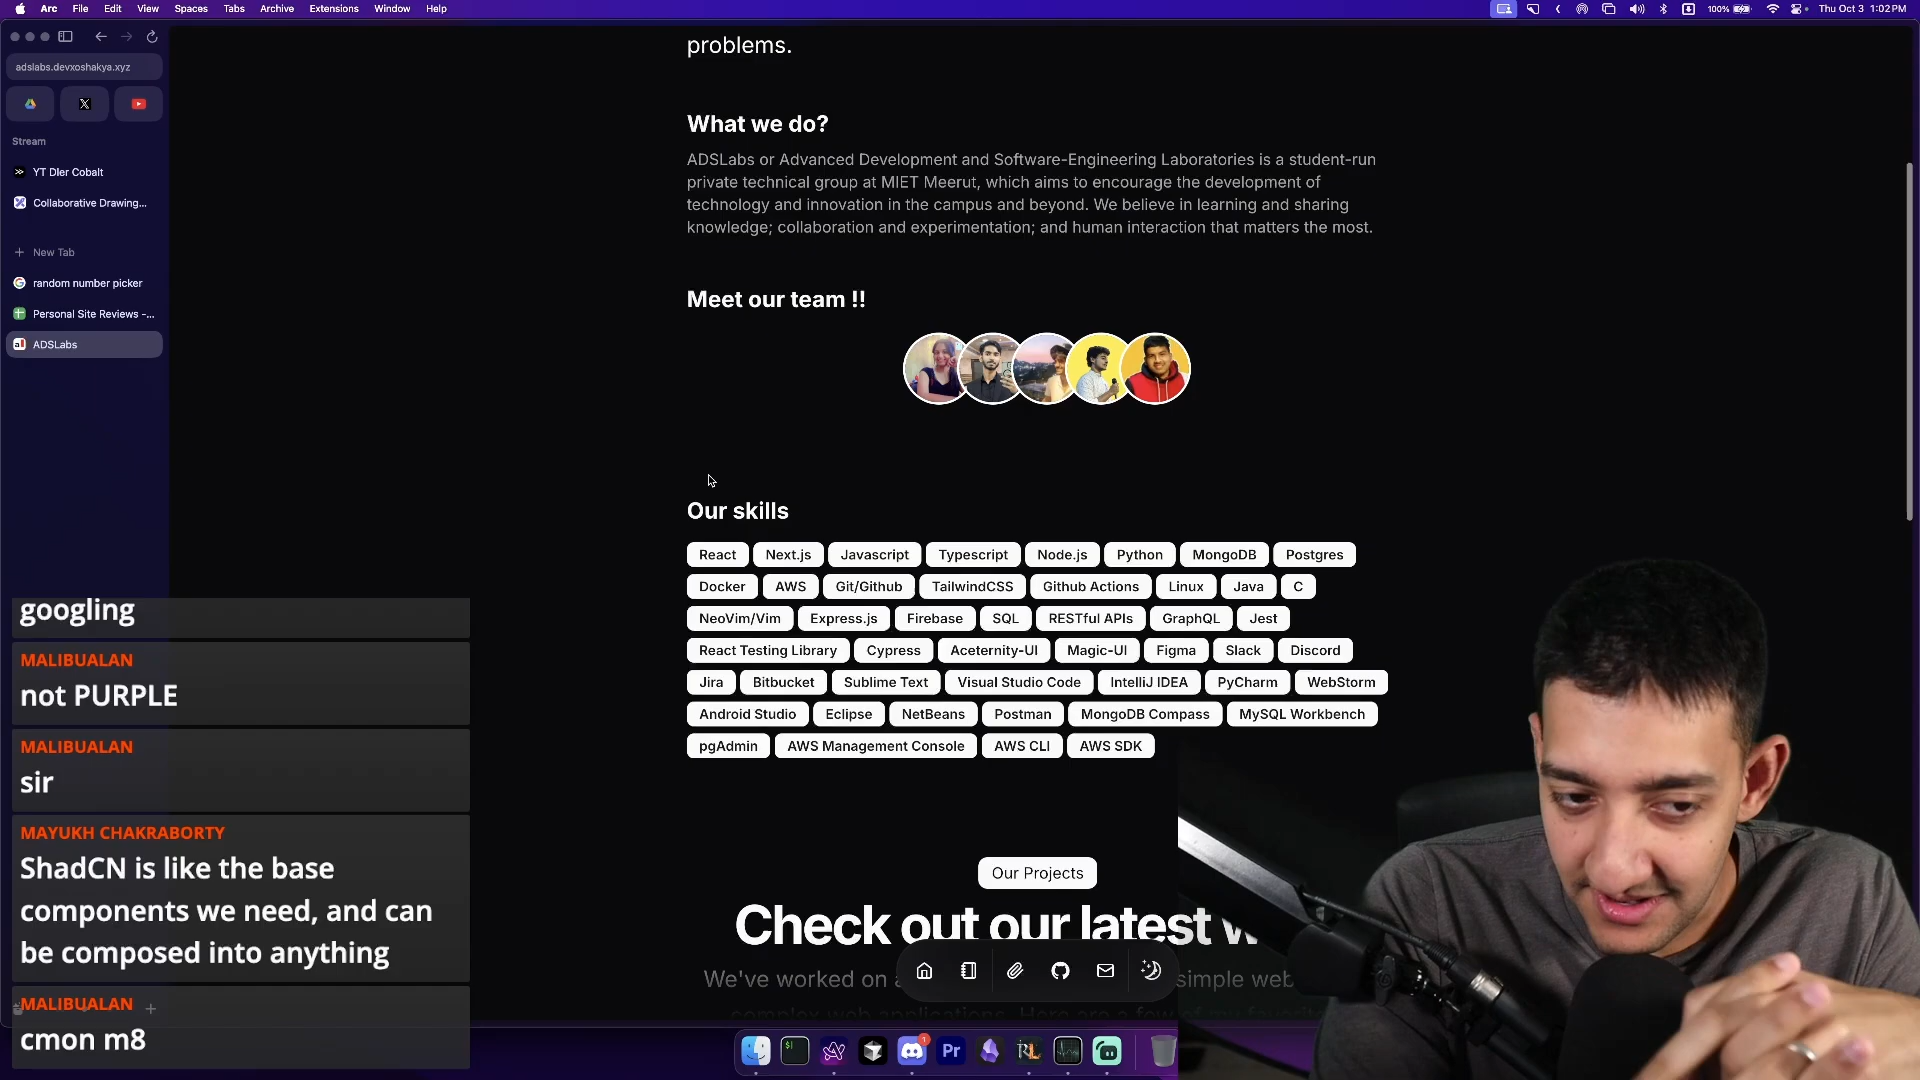 Arc File Edit View Spaces Tabs Archive Extensions Window Help
100% Thu Oct 3 1:02 PM
adslabs.devxoshakya.xyz
Stream
YT Dler Cobalt
Collaborative Drawing...
New Tab
random number picker
Personal Site Reviews -...
ADSLabs
problems.
What we do?
ADSLabs or Advanced Development and Software-Engineering Laboratories is a student-run
private technical group at MIET Meerut, which aims to encourage the development of
technology and innovation in the campus and beyond. We believe in learning and sharing
knowledge; collaboration and experimentation; and human interaction that matters the most.
Meet our team !!
Our skills
React Next.js Javascript Typescript Node.js Python MongoDB Postgres
Docker AWS Git/Github TailwindCSS Github Actions Linux Java C
NeoVim/Vim Express.js Firebase SQL RESTful APIs GraphQL Jest
React Testing Library Cypress Aceternity-UI Magic-UI Figma Slack Discord
Jira Bitbucket Sublime Text Visual Studio Code IntelliJ IDEA PyCharm WebStorm
Android Studio Eclipse NetBeans Postman MongoDB Compass MySQL Workbench
pgAdmin AWS Management Console AWS CLI AWS SDK
Our Projects
Check out our latest
We've worked on simple web
complex web applications. Here are a few of my favorite
googling
MALIBUALAN
not PURPLE
MALIBUALAN
sir
MAYUKH CHAKRABORTY
ShadCN is like the base
components we need, and can
be composed into anything
MALIBUALAN
cmon m8
Pr